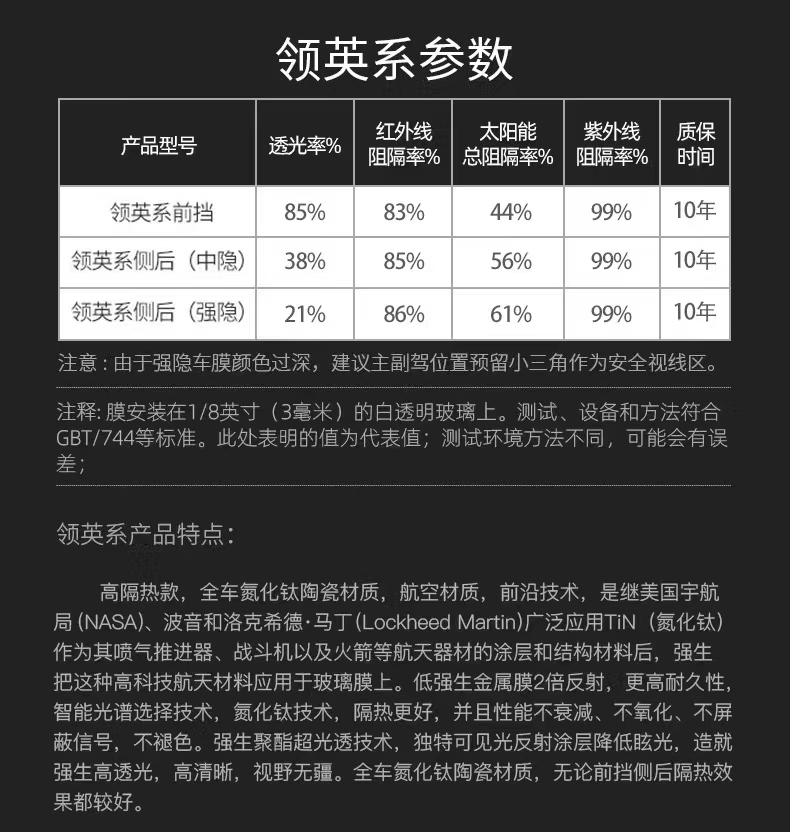 领英系参数
产品型号 透光率% 红外线阻隔率% 太阳能总阻隔率% 紫外线阻隔率% 质保时间
领英系前挡 85% 83% 44% 99% 10年
领英系侧后（中隐） 38% 85% 56% 99% 10年
领英系侧后（强隐） 21% 86% 61% 99% 10年
注意：由于强隐车膜颜色过深，建议主副驾位置预留小三角作为安全视线区。
注释: 膜安装在1/8英寸（3毫米）的白透明玻璃上。测试、设备和方法符合
GBT/744等标准。此处表明的值为代表值；测试环境方法不同，可能会有误
差；
领英系产品特点：
高隔热款，全车氮化钛陶瓷材质，航空材质，前沿技术，是继美国宇航
局(NASA)、波音和洛克希德·马丁(Lockheed Martin)广泛应用TiN（氮化钛）
作为其喷气推进器、战斗机以及火箭等航天器材的涂层和结构材料后，强生
把这种高科技航天材料应用于玻璃膜上。低强生金属膜2倍反射，更高耐久性，
智能光谱选择技术，氮化钛技术，隔热更好，并且性能不衰减、不氧化、不屏
蔽信号，不褪色。强生聚酯超光透技术，独特可见光反射涂层降低眩光，造就
强生高透光，高清晰，视野无疆。全车氮化钛陶瓷材质，无论前挡侧后隔热效
果都较好。